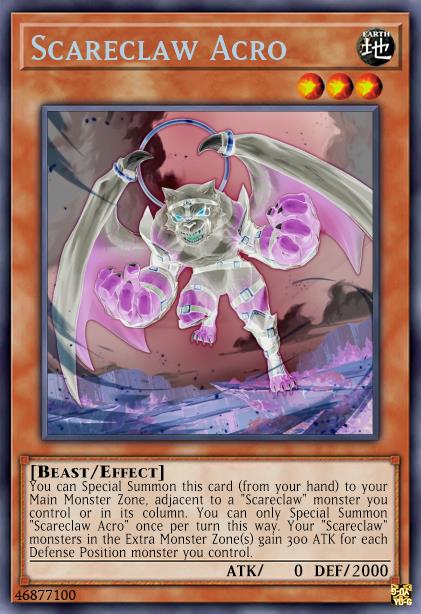 Scareclaw Acro
EARTH
地
[Beast/Effect]
You can Special Summon this card (from your hand) to your
Main Monster Zone, adjacent to a "Scareclaw" monster you
control or in its column. You can only Special Summon
"Scareclaw Acro" once per turn this way. Your "Scareclaw"
monsters in the Extra Monster Zone(s) gain 300 ATK for each
Defense Position monster you control.
ATK/ 0 DEF/2000
46877100